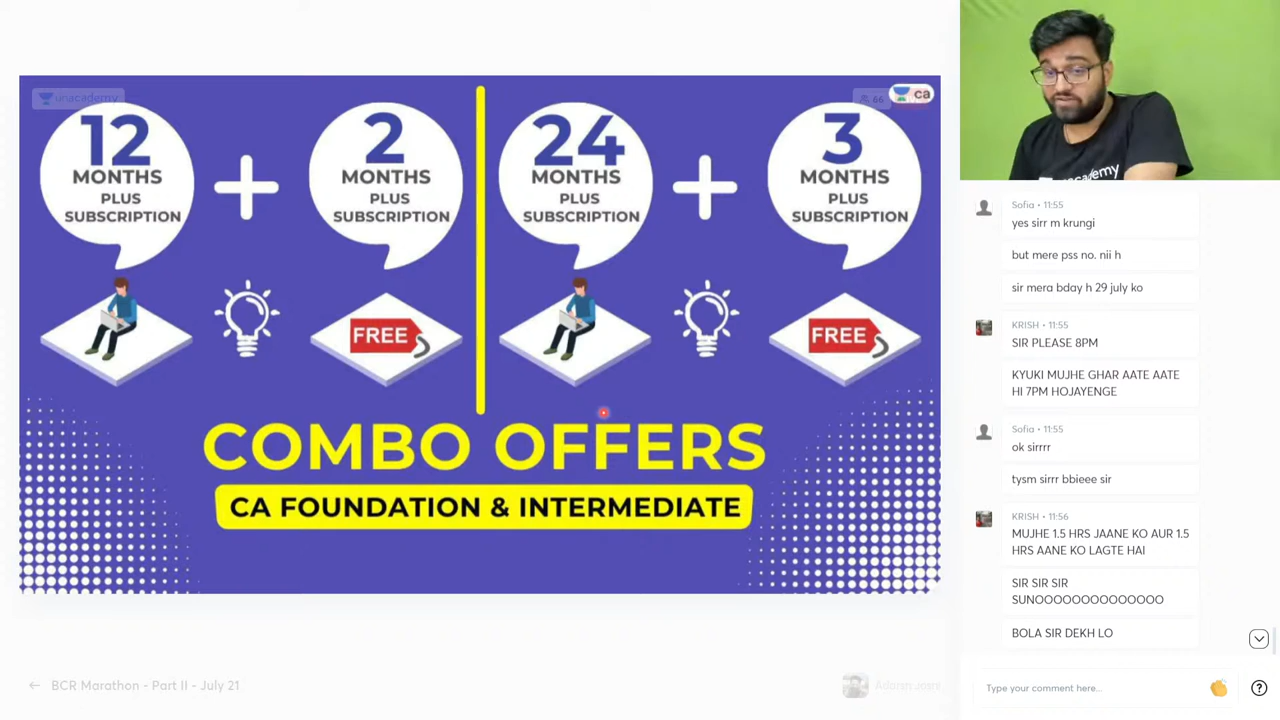 unacademy
66
ca
12
MONTHS
PLUS
SUBSCRIPTION
2
MONTHS
PLUS
SUBSCRIPTION
24
MONTHS
PLUS
SUBSCRIPTION
3
MONTHS
PLUS
SUBSCRIPTION
FREE
FREE
COMBO OFFERS
CA FOUNDATION & INTERMEDIATE
BCR Marathon - Part II - July 21
Sofia • 11:55
yes sirr m krungi
but mere pss no. nii h
sir mera bday h 29 july ko
KRISH • 11:55
SIR PLEASE 8PM
KYUKI MUJHE GHAR AATE AATE
HI 7PM HOJAYENGE
Sofia • 11:55
ok sirrrr
tysm sirrr bbieee sir
KRISH • 11:56
MUJHE 1.5 HRS JAANE KO AUR 1.5
HRS AANE KO LAGTE HAI
SIR SIR SIR
SUNOOOOOOOOOOOOOO
BOLA SIR DEKH LO
Type your comment here...